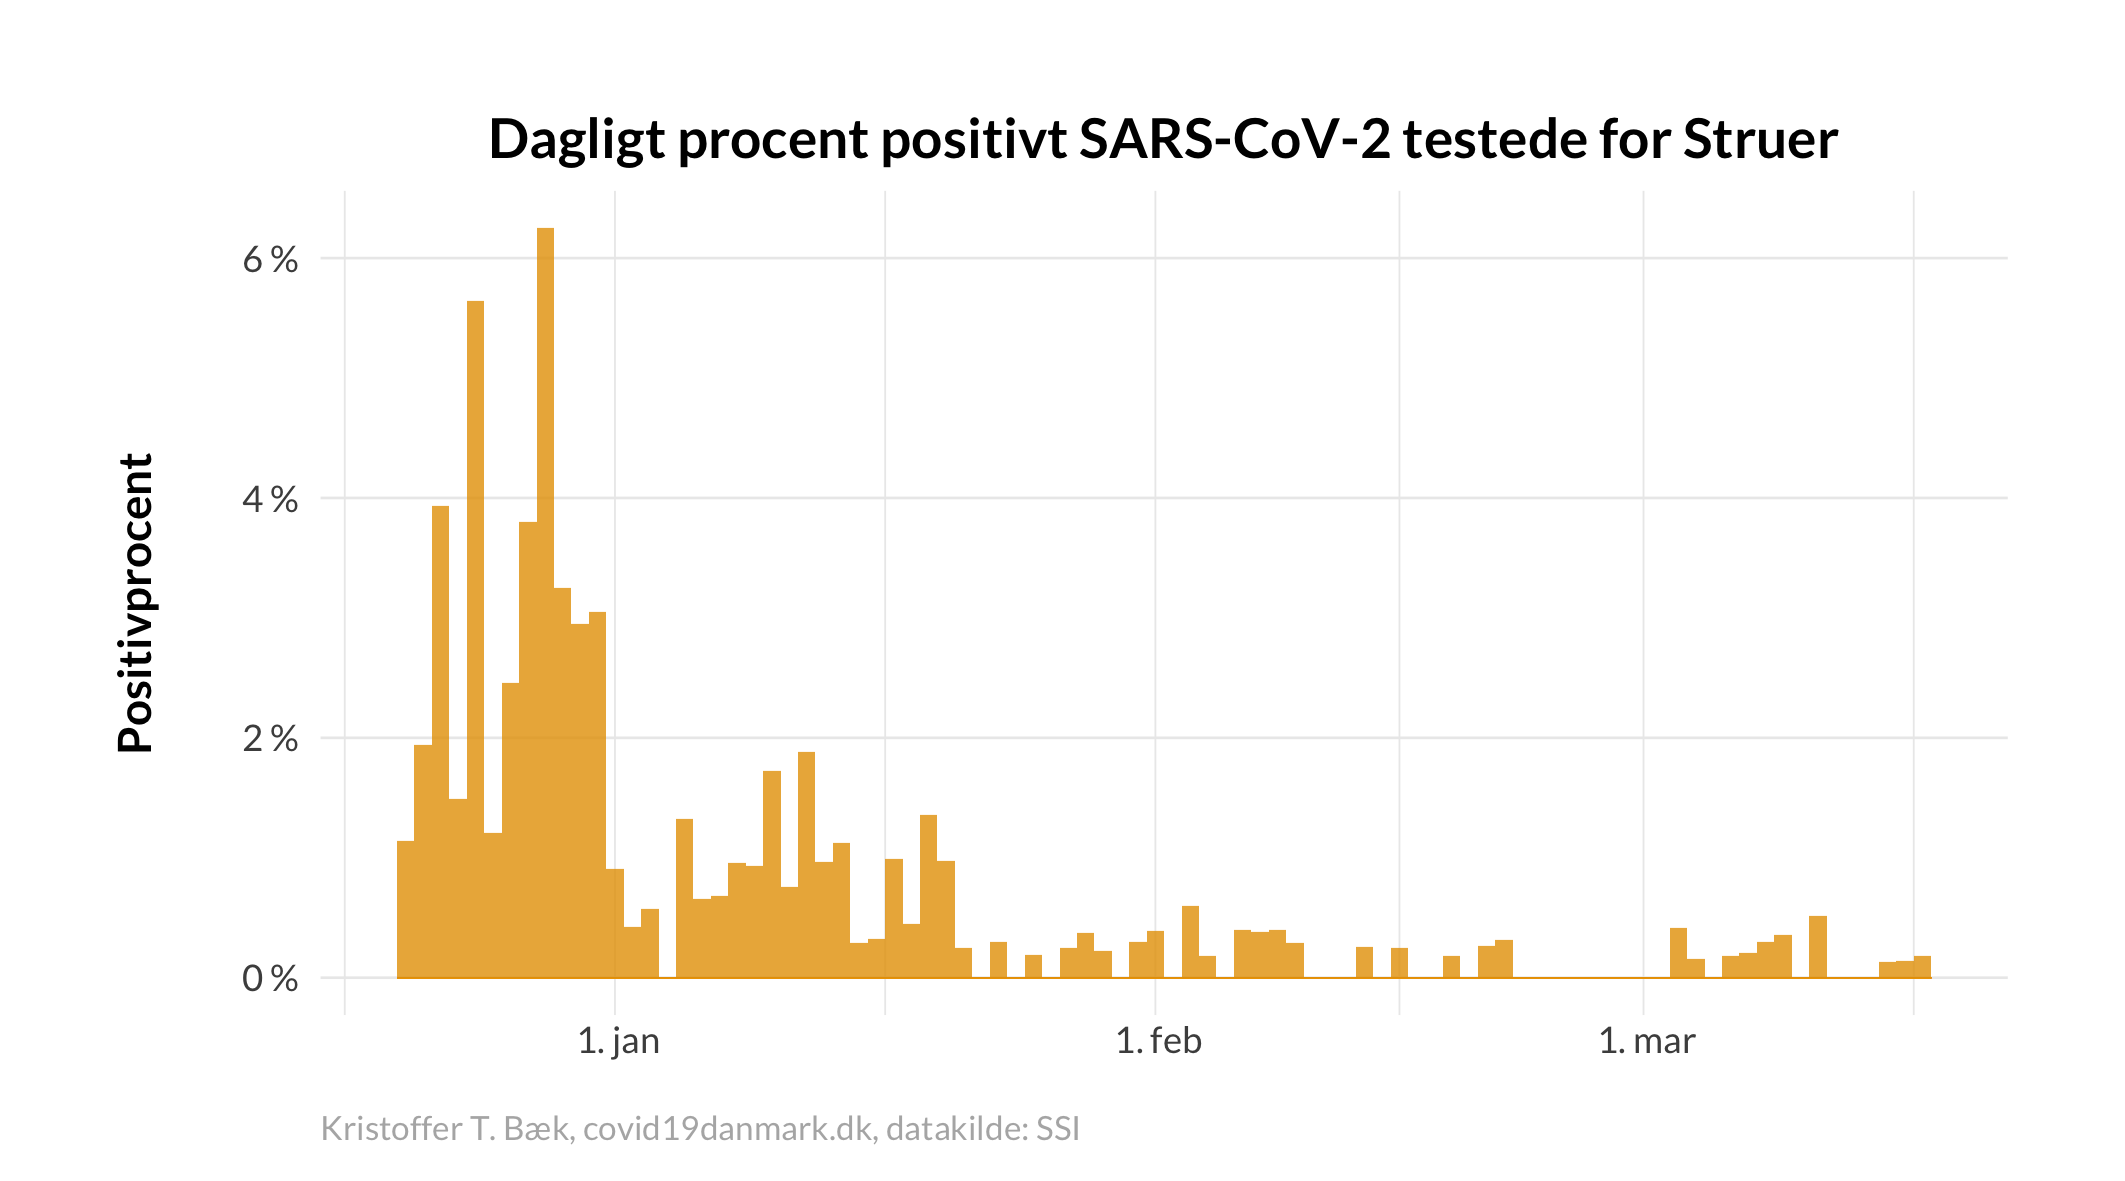 Dagligt procent positivt SARS-CoV-2 testede for Struer
Positivprocent
6 %
4 %
2 %
0 %
1. jan
1. feb
1. mar
Kristoffer T. Bæk, covid19danmark.dk, datakilde: SSI